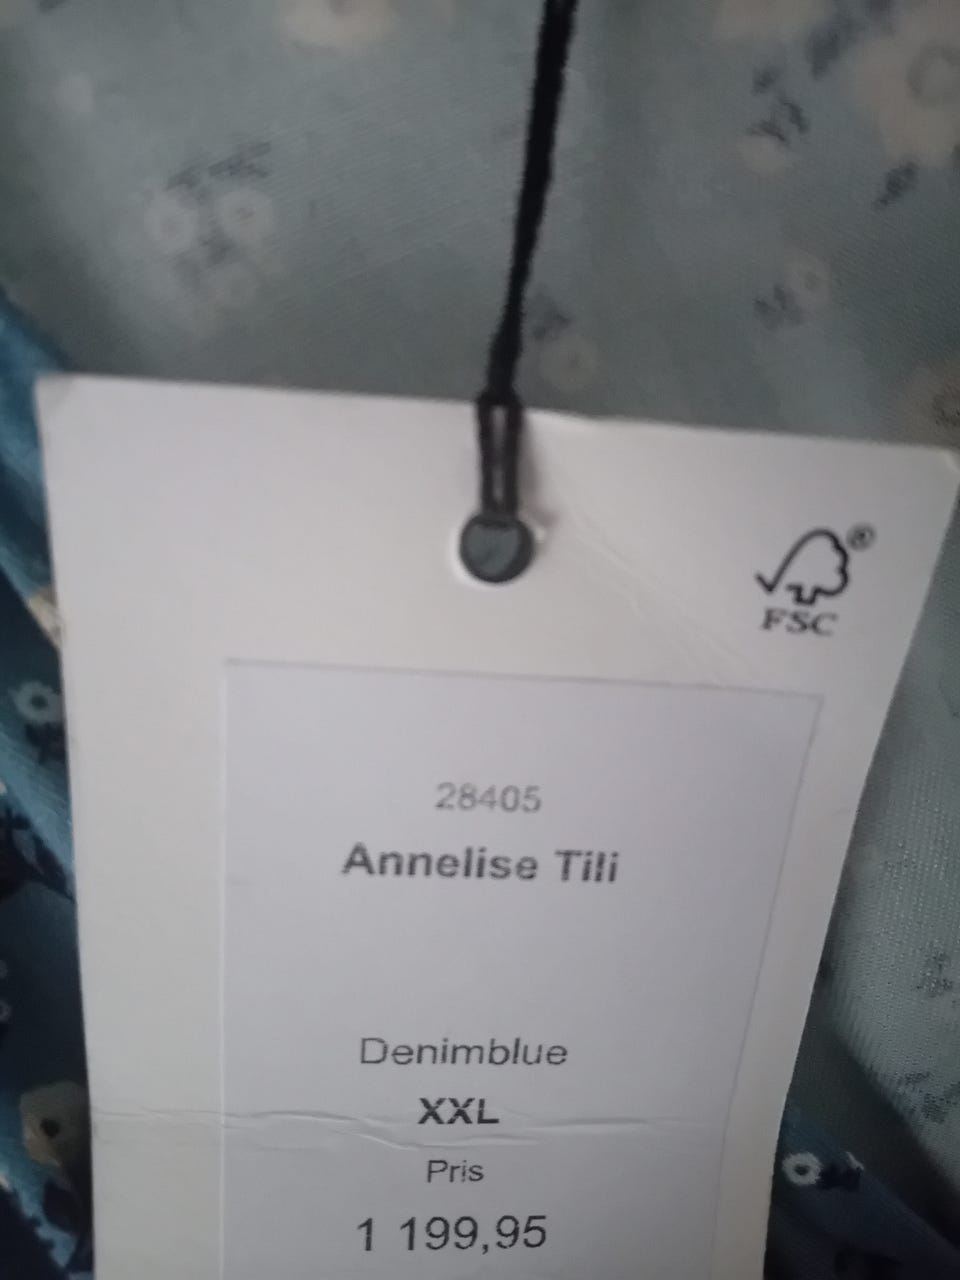 ®
FSC
28405
Annelise Tili
Denimblue
XXL
Pris
1 199,95